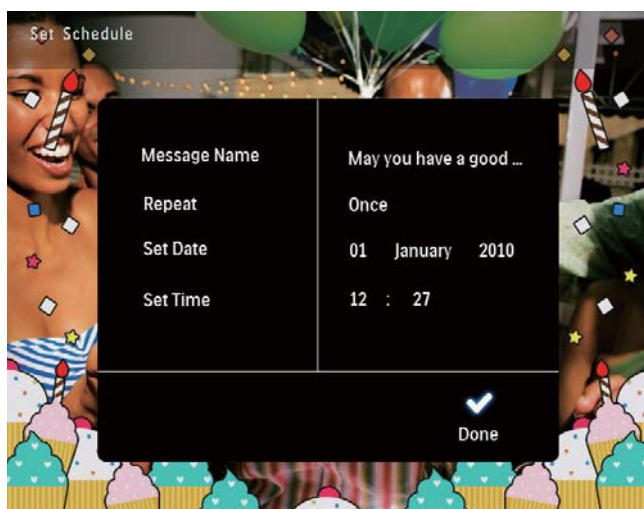 Set Schedule
Message Name May you have a good ...
Repeat Once
Set Date 01 January 2010
Set Time 12 : 27
Done